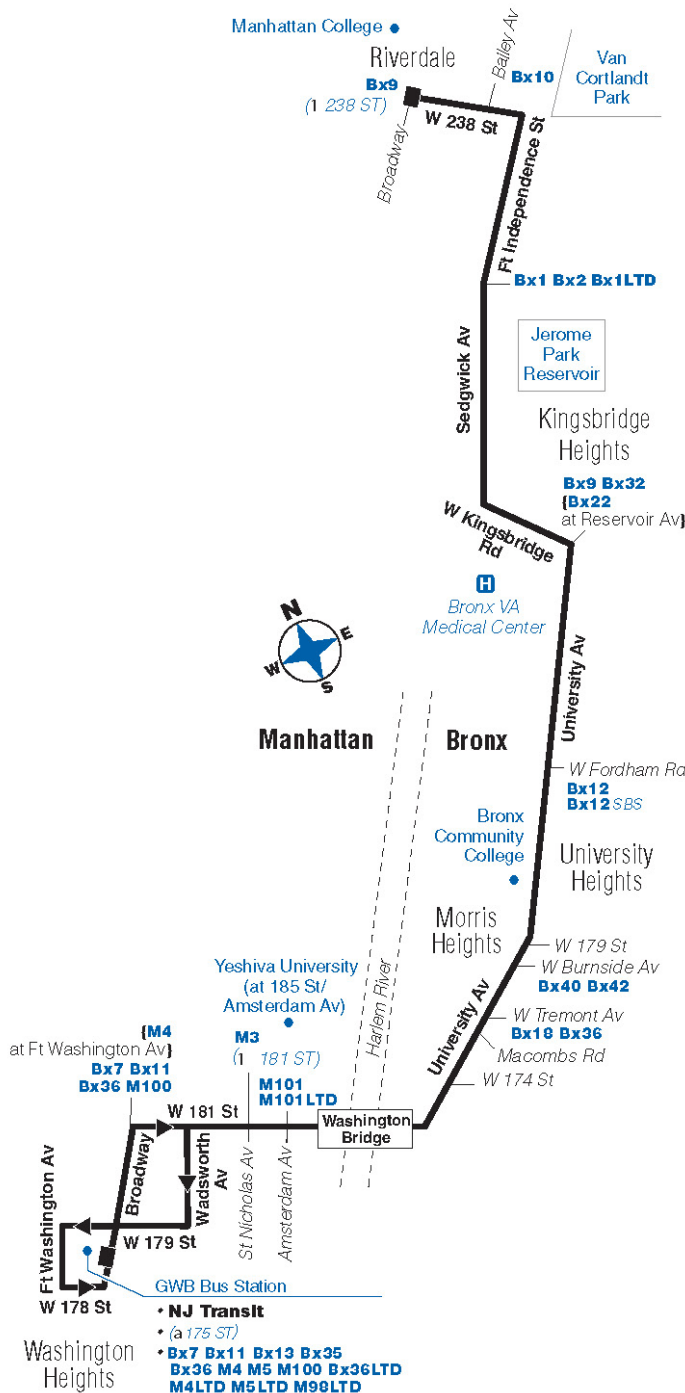 Manhattan College
Riverdale
Bailey Av
Bx10
Van
Cortlandt
Park
Bx9
(1 238 ST)
W 238 St
Broadway
Ft Independence St
Bx1 Bx2 Bx1LTD
Jerome
Park
Reservoir
Sedgwick Av
Kingsbridge
Heights
Bx9 Bx32
{Bx22
at Reservoir Av}
W Kingsbridge
Rd
H
Bronx VA
Medical Center
N
E
W
S
University Av
Manhattan
Bronx
W Fordham Rd
Bx12
Bx12 SBS
Bronx
Community
College
University
Heights
Morris
Heights
W 179 St
W Burnside Av
Bx40 Bx42
Harlem River
University Av
W Tremont Av
Bx18 Bx36
Macombs Rd
W 174 St
Yeshiva University
(at 185 St/
Amsterdam Av)
{M4
at Ft Washington Av}
Bx7 Bx11
Bx36 M100
M3
(1 181 ST)
M101
M101 LTD
W 181 St
Washington
Bridge
Broadway
Wadsworth
Av
St Nicholas Av
Amsterdam Av
Ft Washington Av
W 179 St
W 178 St
GWB Bus Station
• NJ Transit
• (a 175 ST)
• Bx7 Bx11 Bx13 Bx35
Bx36 M4 M5 M100 Bx36LTD
M4LTD M5LTD M98LTD
Washington
Heights